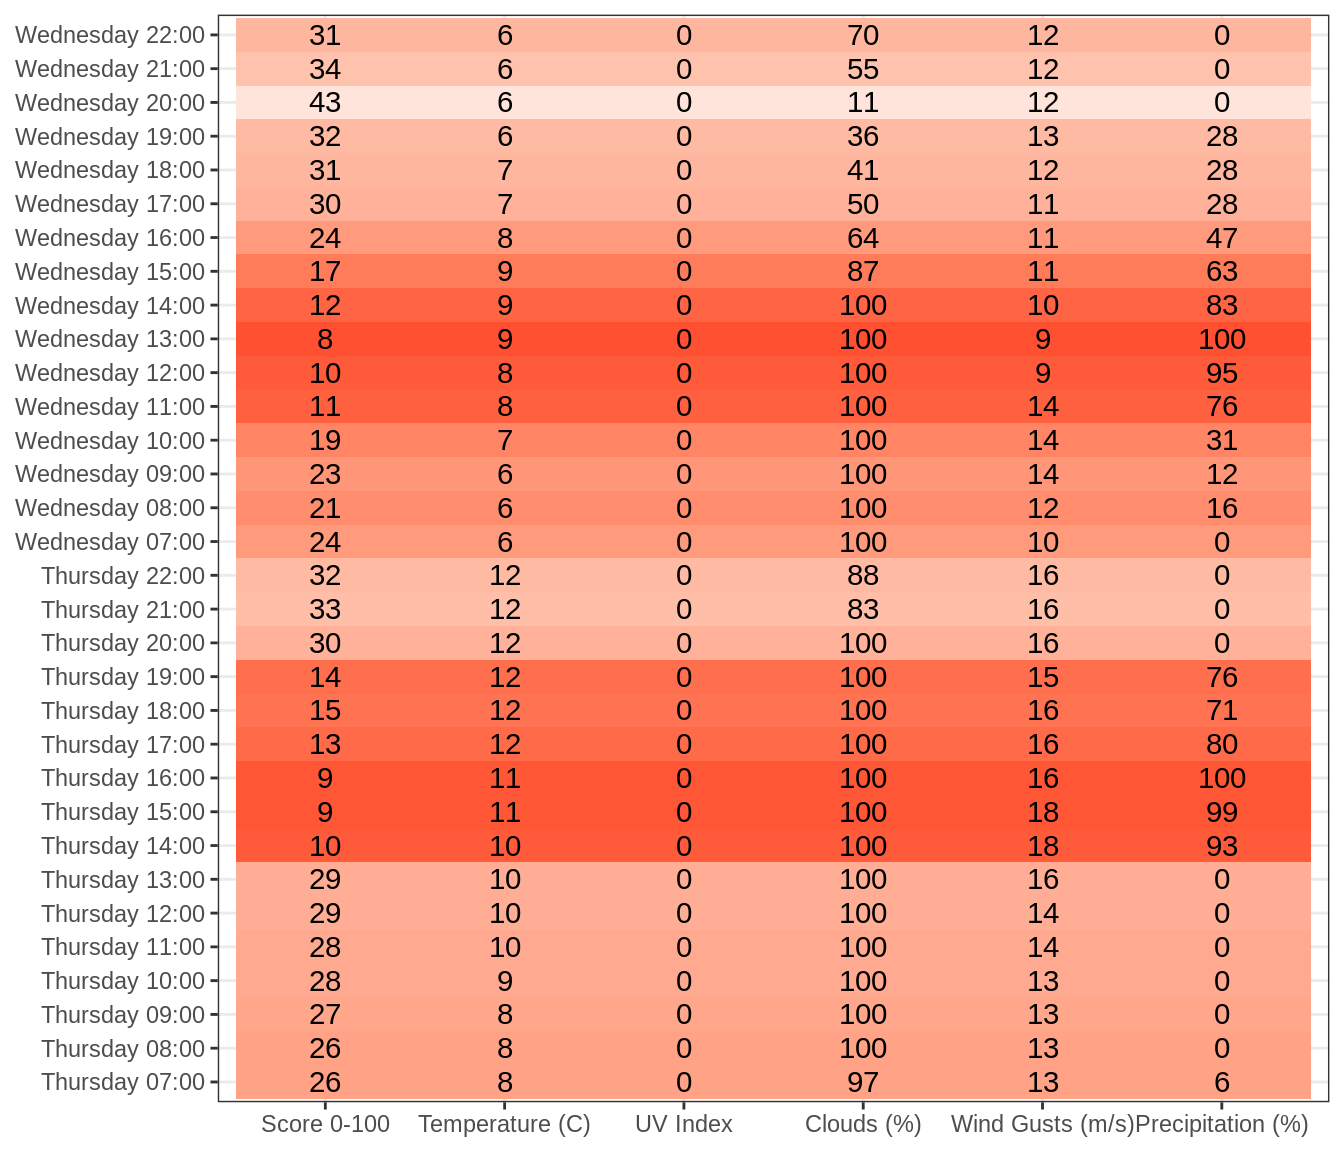 Wednesday 22:00 31 6 0 70 12 0
Wednesday 21:00 34 6 0 55 12 0
Wednesday 20:00 43 6 0 11 12 0
Wednesday 19:00 32 6 0 36 13 28
Wednesday 18:00 31 7 0 41 12 28
Wednesday 17:00 30 7 0 50 11 28
Wednesday 16:00 24 8 0 64 11 47
Wednesday 15:00 17 9 0 87 11 63
Wednesday 14:00 12 9 0 100 10 83
Wednesday 13:00 8 9 0 100 9 100
Wednesday 12:00 10 8 0 100 9 95
Wednesday 11:00 11 8 0 100 14 76
Wednesday 10:00 19 7 0 100 14 31
Wednesday 09:00 23 6 0 100 14 12
Wednesday 08:00 21 6 0 100 12 16
Wednesday 07:00 24 6 0 100 10 0
Thursday 22:00 32 12 0 88 16 0
Thursday 21:00 33 12 0 83 16 0
Thursday 20:00 30 12 0 100 16 0
Thursday 19:00 14 12 0 100 15 76
Thursday 18:00 15 12 0 100 16 71
Thursday 17:00 13 12 0 100 16 80
Thursday 16:00 9 11 0 100 16 100
Thursday 15:00 9 11 0 100 18 99
Thursday 14:00 10 10 0 100 18 93
Thursday 13:00 29 10 0 100 16 0
Thursday 12:00 29 10 0 100 14 0
Thursday 11:00 28 10 0 100 14 0
Thursday 10:00 28 9 0 100 13 0
Thursday 09:00 27 8 0 100 13 0
Thursday 08:00 26 8 0 100 13 0
Thursday 07:00 26 8 0 97 13 6
Score 0-100 Temperature (C) UV Index Clouds (%) Wind Gusts (m/s) Precipitation (%)